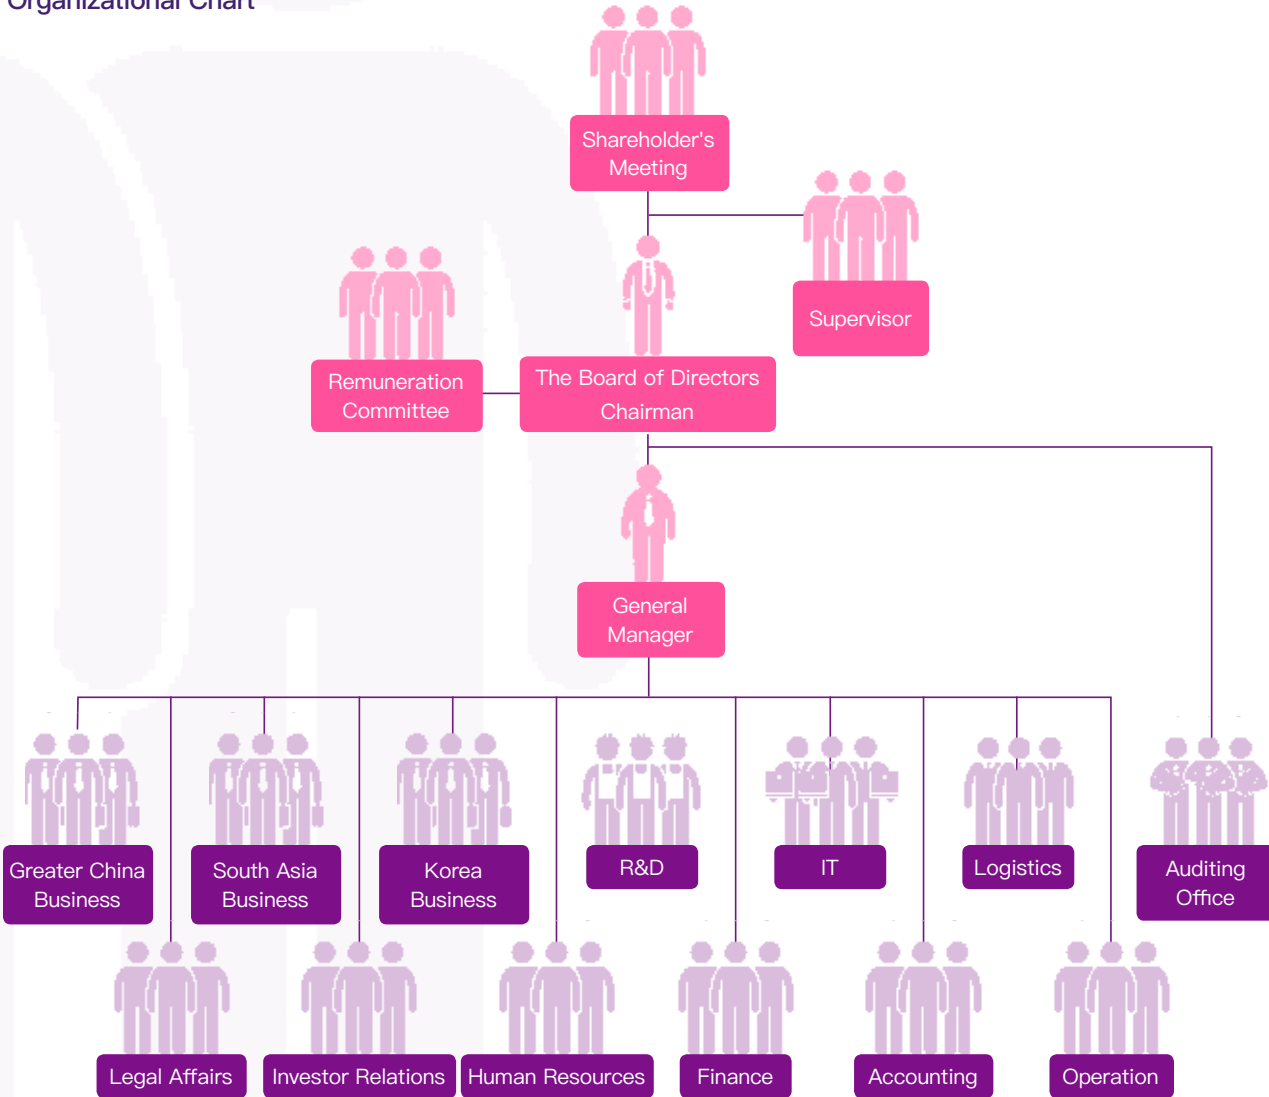 Organizational Chart
Shareholder's
Meeting
Supervisor
Remuneration
Committee
The Board of Directors
Chairman
General
Manager
Greater China
Business
South Asia
Business
Korea
Business
R&D
IT
Logistics
Auditing
Office
Legal Affairs
Investor Relations
Human Resources
Finance
Accounting
Operation